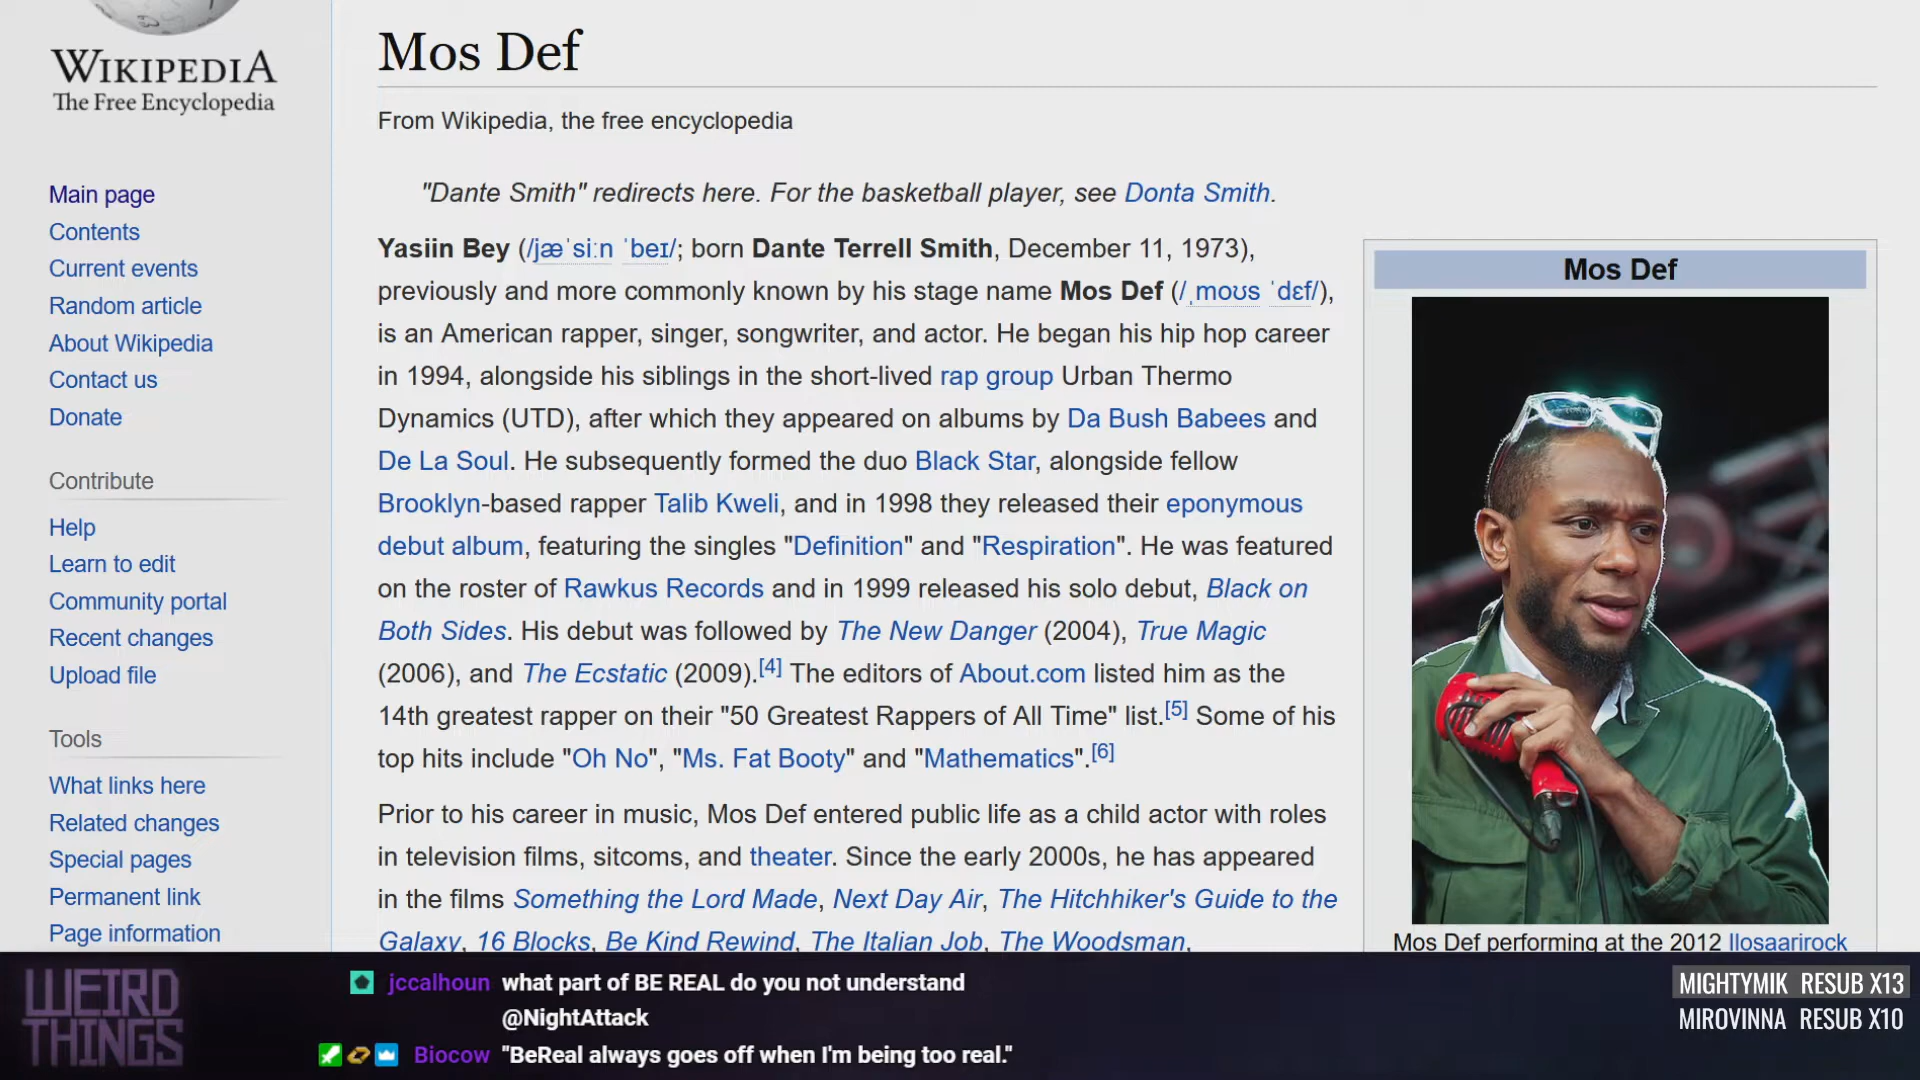 WIKIPEDIA
The Free Encyclopedia
Main page
Contents
Current events
Random article
About Wikipedia
Contact us
Donate
Contribute
Help
Learn to edit
Community portal
Recent changes
Upload file
Tools
What links here
Related changes
Special pages
Permanent link
Page information
Mos Def
From Wikipedia, the free encyclopedia
"Dante Smith" redirects here. For the basketball player, see Donta Smith.
Yasiin Bey (/jæˈsiːn ˈbeɪ/; born Dante Terrell Smith, December 11, 1973),
previously and more commonly known by his stage name Mos Def (/ˌmoʊs ˈdɛf/),
is an American rapper, singer, songwriter, and actor. He began his hip hop career
in 1994, alongside his siblings in the short-lived rap group Urban Thermo
Dynamics (UTD), after which they appeared on albums by Da Bush Babees and
De La Soul. He subsequently formed the duo Black Star, alongside fellow
Brooklyn-based rapper Talib Kweli, and in 1998 they released their eponymous
debut album, featuring the singles "Definition" and "Respiration". He was featured
on the roster of Rawkus Records and in 1999 released his solo debut, Black on
Both Sides. His debut was followed by The New Danger (2004), True Magic
(2006), and The Ecstatic (2009).[4] The editors of About.com listed him as the
14th greatest rapper on their "50 Greatest Rappers of All Time" list.[5] Some of his
top hits include "Oh No", "Ms. Fat Booty" and "Mathematics".[6]
Prior to his career in music, Mos Def entered public life as a child actor with roles
in television films, sitcoms, and theater. Since the early 2000s, he has appeared
in the films Something the Lord Made, Next Day Air, The Hitchhiker's Guide to the
Galaxy, 16 Blocks, Be Kind Rewind, The Italian Job, The Woodsman,
Mos Def
Mos Def performing at the 2012 Ilosaarirock
WEIRD
THINGS
jccalhoun what part of BE REAL do you not understand
@NightAttack
Biocow "BeReal always goes off when I'm being too real."
MIGHTYMIK RESUB X13
MIROVINNA RESUB X10